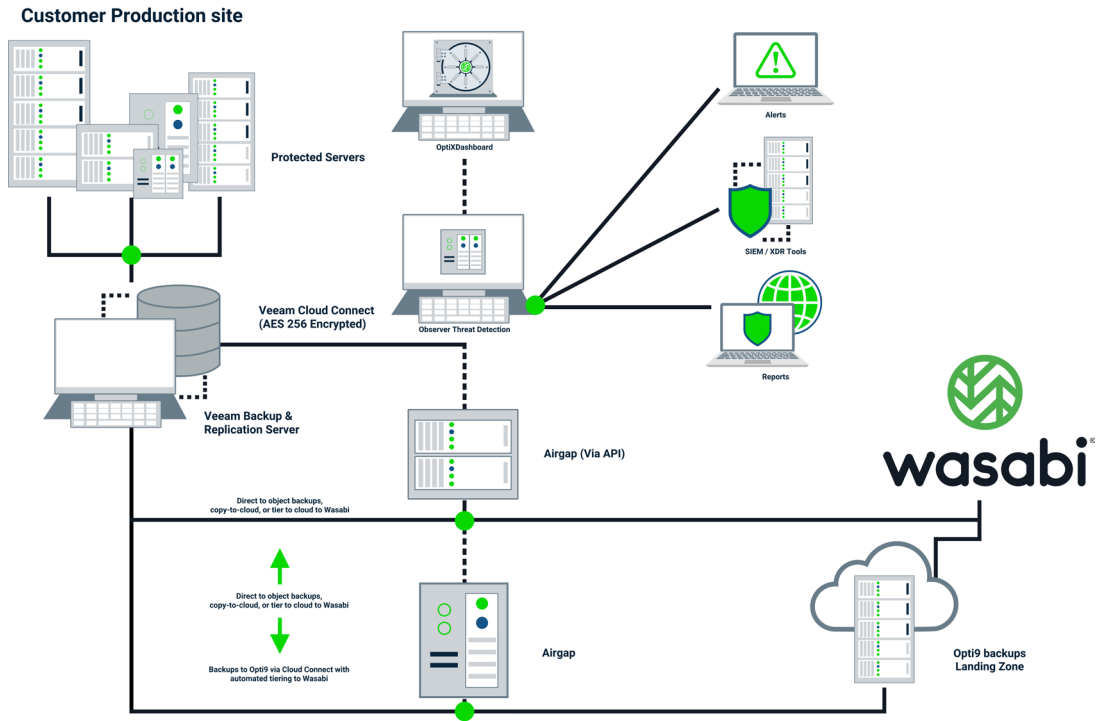 Customer Production site
Protected Servers
OptiXDashboard
Alerts
SIEM / XDR Tools
Observer Threat Detection
Reports
Veeam Cloud Connect
(AES 256 Encrypted)
Veeam Backup &
Replication Server
Airgap (Via API)
wasabi®
Direct to object backups,
copy-to-cloud, or tier to cloud to Wasabi
Direct to object backups,
copy-to-cloud, or tier to cloud to Wasabi
Backups to Opti9 via Cloud Connect with
automated tiering to Wasabi
Airgap
Opti9 backups
Landing Zone